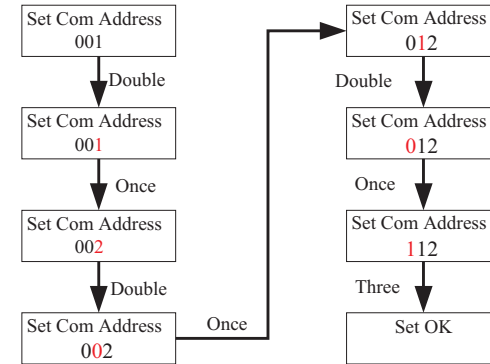 Set Com Address
001
Double
Set Com Address
001
Once
Set Com Address
002
Double
Set Com Address
002
Once
Set Com Address
012
Double
Set Com Address
012
Once
Set Com Address
112
Three
Set OK